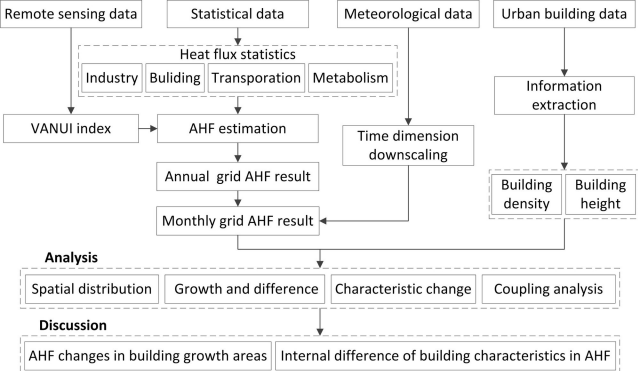 Remote sensing data
Statistical data
Meteorological data
Urban building data
Heat flux statistics
Industry
Buliding
Transporation
Metabolism
Information
extraction
VANUI index
AHF estimation
Time dimension
downscaling
Annual grid AHF result
Building
density
Building
height
Monthly grid AHF result
Analysis
Spatial distribution
Growth and difference
Characteristic change
Coupling analysis
Discussion
AHF changes in building growth areas
Internal difference of building characteristics in AHF